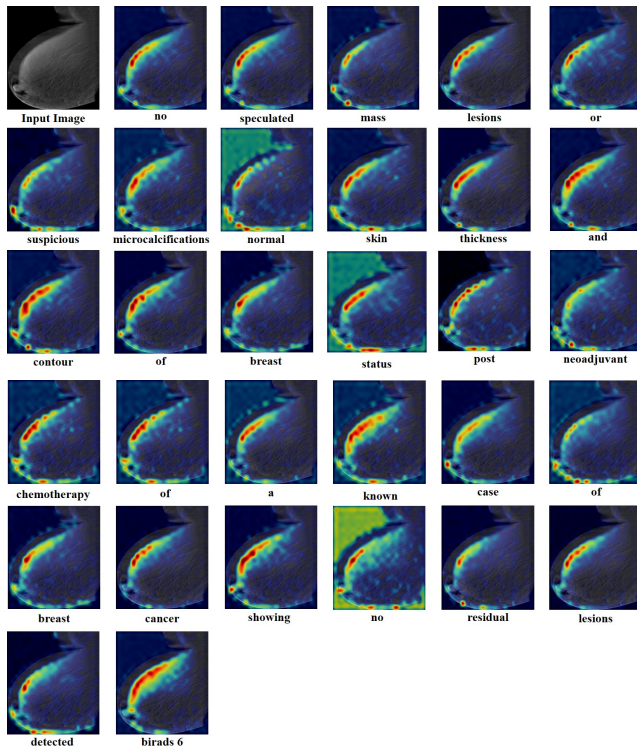 Input Image no speculated mass lesions or
suspicious microcalcifications normal skin thickness and
contour of breast status post neoadjuvant
chemotherapy of a known case of
breast cancer showing no residual lesions
detected birads 6